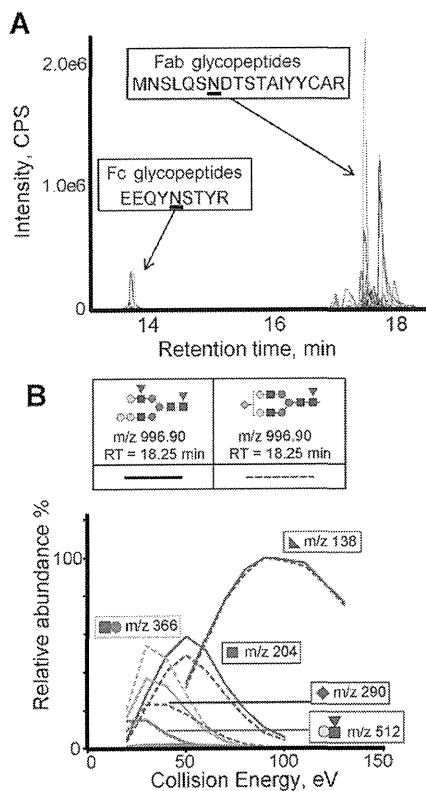 A
Intensity, CPS
2.0e6
1.0e6
0
Fab glycopeptides
MNSLQSNDTSTAIYYCAR
Fc glycopeptides
EEQYNSTYR
14 16 18
Retention time, min
B
m/z 996.90
RT = 18.25 min
m/z 996.90
RT = 18.25 min
Relative abundance %
100
m/z 138
m/z 366
m/z 204
m/z 290
m/z 512
0 50 100 150
Collision Energy, eV